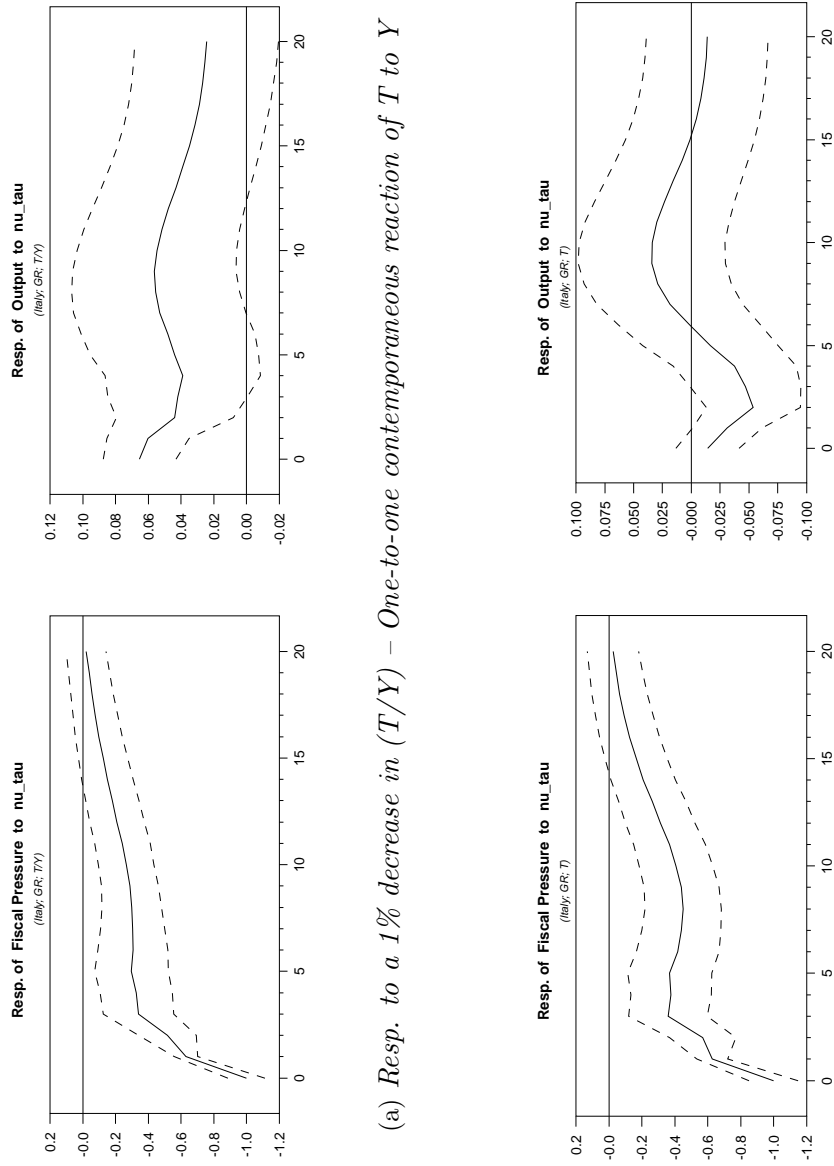 Resp. of Fiscal Pressure to nu_tau
(Italy; GR; T/Y)
0.2
-0.0
-0.2
-0.4
-0.6
-0.8
-1.0
-1.2
0 5 10 15 20
Resp. of Output to nu_tau
(Italy; GR; T/Y)
0.12
0.10
0.08
0.06
0.04
0.02
0.00
-0.02
0 5 10 15 20
(a) Resp. to a 1% decrease in (T/Y) – One-to-one contemporaneous reaction of T to Y
Resp. of Fiscal Pressure to nu_tau
(Italy; GR; T)
0.2
-0.0
-0.2
-0.4
-0.6
-0.8
-1.0
-1.2
0 5 10 15 20
Resp. of Output to nu_tau
(Italy; GR; T)
0.100
0.075
0.050
0.025
-0.000
-0.025
-0.050
-0.075
-0.100
0 5 10 15 20